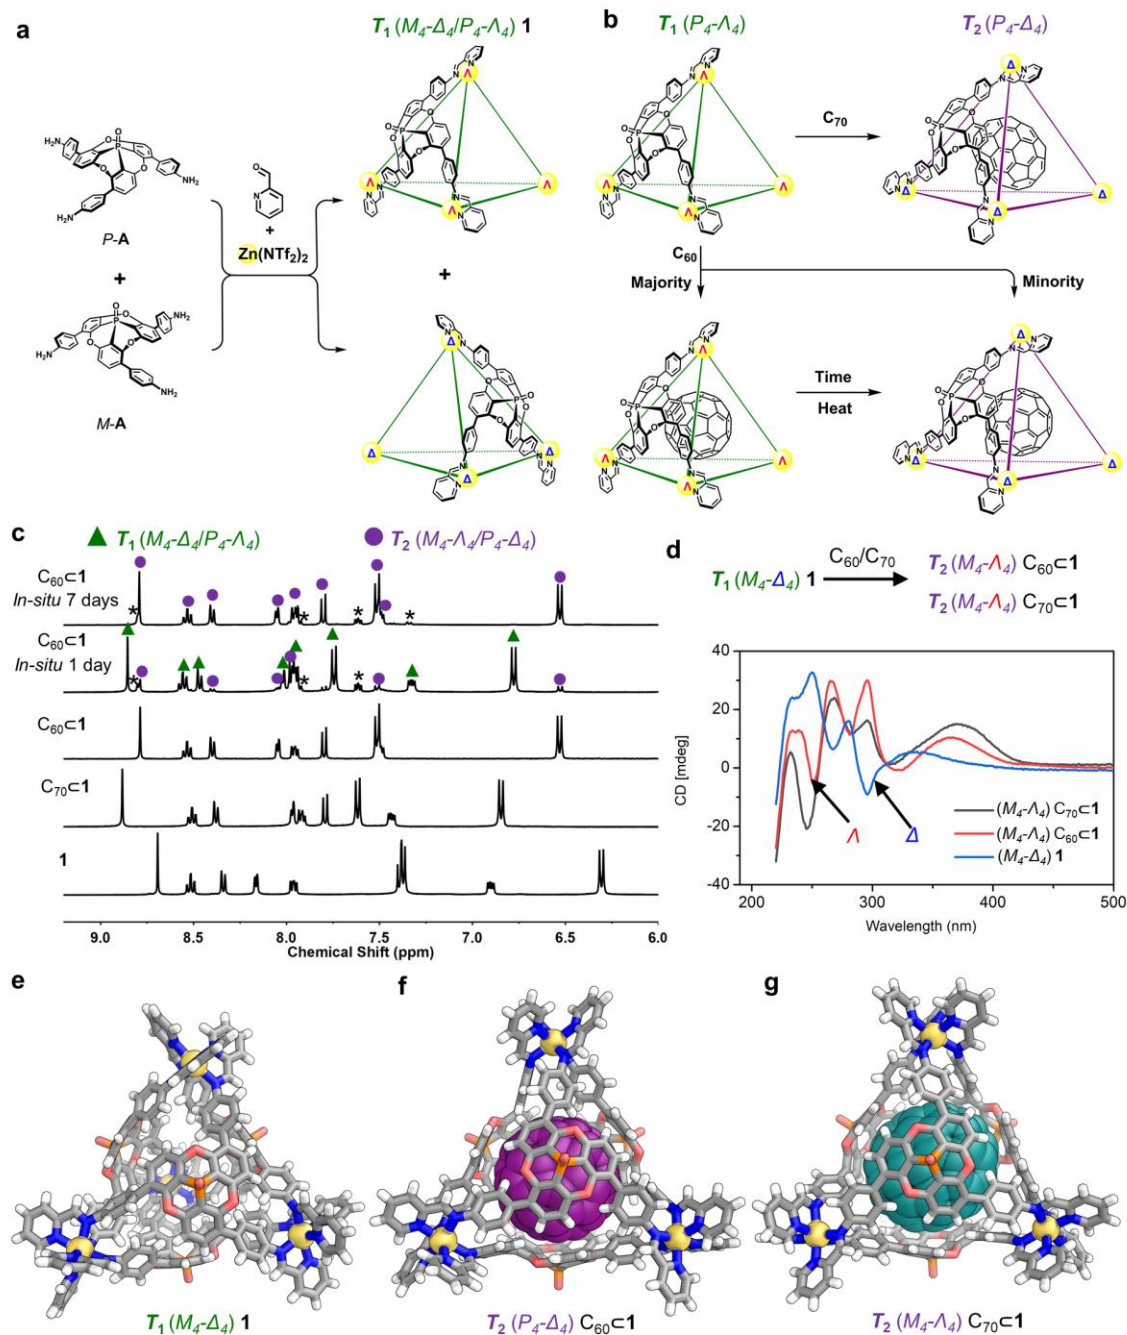 a
T₁ (M₄-Δ₄/P₄-Λ₄) 1
P-A
+
M-A
+
Zn(NTf₂)₂
+
b
T₁ (P₄-Λ₄)
T₂ (P₄-Δ₄)
C₇₀
C₆₀
Majority
Minority
Time
Heat
c
T₁ (M₄-Δ₄/P₄-Λ₄)
T₂ (M₄-Λ₄/P₄-Δ₄)
C₆₀⊂1
In-situ 7 days
C₆₀⊂1
In-situ 1 day
C₆₀⊂1
C₇₀⊂1
1
9.0 8.5 8.0 7.5 7.0 6.5 6.0
Chemical Shift (ppm)
d
T₁ (M₄-Δ₄) 1
C₆₀/C₇₀
T₂ (M₄-Λ₄) C₆₀⊂1
T₂ (M₄-Λ₄) C₇₀⊂1
CD [mdeg]
40
20
0
-20
-40
Λ
Δ
(M₄-Λ₄) C₇₀⊂1
(M₄-Λ₄) C₆₀⊂1
(M₄-Δ₄) 1
200 300 400 500
Wavelength (nm)
e
T₁ (M₄-Δ₄) 1
f
T₂ (P₄-Δ₄) C₆₀⊂1
g
T₂ (M₄-Λ₄) C₇₀⊂1